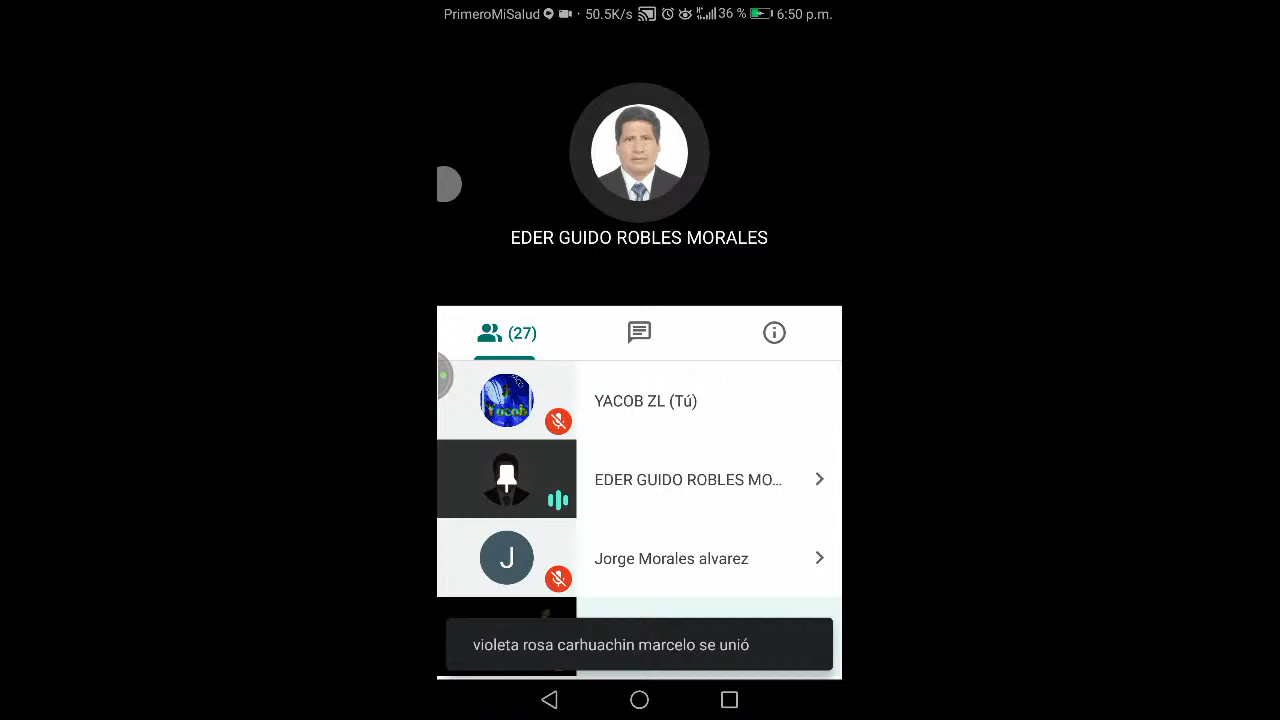 PrimeroMiSalud · 50.5K/s 36 % 6:50 p.m.
EDER GUIDO ROBLES MORALES
(27)
Yacob
YACOB ZL (Tú)
EDER GUIDO ROBLES MO...
J
Jorge Morales alvarez
violeta rosa carhuachin marcelo se unió